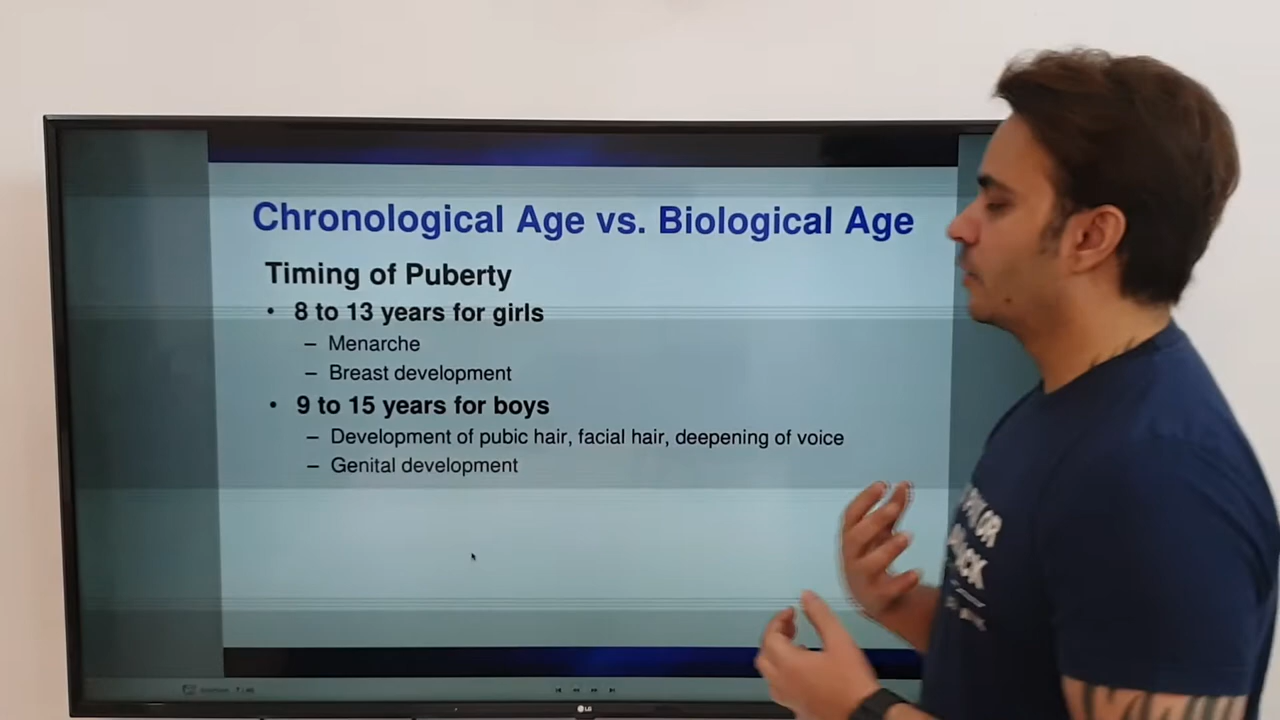 Chronological Age vs. Biological Age
Timing of Puberty
• 8 to 13 years for girls
– Menarche
– Breast development
• 9 to 15 years for boys
– Development of pubic hair, facial hair, deepening of voice
– Genital development
LG